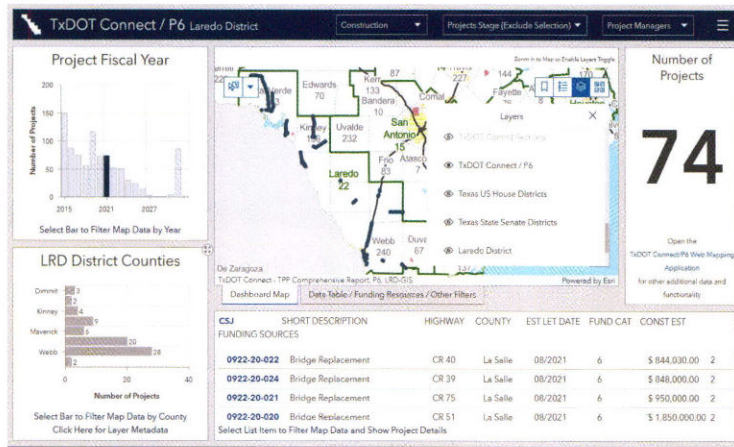 TxDOT Connect / P6 Laredo District
Construction
Projects Stage (Exclude Selection)
Project Managers
Project Fiscal Year
200
150
100
50
0
Number of Projects
2015 2021 2027
Select Bar to Filter Map Data by Year
LRD District Counties
Dimmit 3
2
Kinney 4
9
Maverick 6
20
Webb 28
2
0 20 40
Number of Projects
Select Bar to Filter Map Data by County
Click Here for Layer Metadata
Zoom in to Map to Enable Layers Toggle
Edwards
70
Kerr
133
Bandera
10
87
Comal
227
144
Fayette
170
Kinney
Uvalde
232
San
Antonio
15
Laredo
22
Frio
83
Atasco
7
Webb
240
Duva
67
137
De Zaragoza
Layers
TxDOT Connect / P6
Texas US House Districts
Texas State Senate Districts
Laredo District
TxDOT Connect - TPP Comprehensive Report, P6, LRD-GIS
Powered by Esri
Dashboard Map
Data Table / Funding Resources / Other Filters
Number of
Projects
74
Open the
TxDOT Connect/P6 Web Mapping
Application
for other additional data and
functionality
CSJ SHORT DESCRIPTION HIGHWAY COUNTY EST LET DATE FUND CAT CONST EST
FUNDING SOURCES
0922-20-022 Bridge Replacement CR 40 La Salle 08/2021 6 $ 844,030.00 2
0922-20-024 Bridge Replacement CR 39 La Salle 08/2021 6 $ 848,000.00 2
0922-20-021 Bridge Replacement CR 75 La Salle 08/2021 6 $ 950,000.00 2
0922-20-020 Bridge Replacement CR 51 La Salle 08/2021 6 $ 1,850,000.00 2
Select List Item to Filter Map Data and Show Project Details